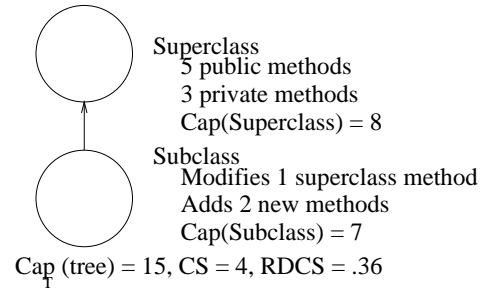 Superclass
5 public methods
3 private methods
Cap(Superclass) = 8
Subclass
Modifies 1 superclass method
Adds 2 new methods
Cap(Subclass) = 7
Cap (tree) = 15, CS = 4, RDCS = .36
T